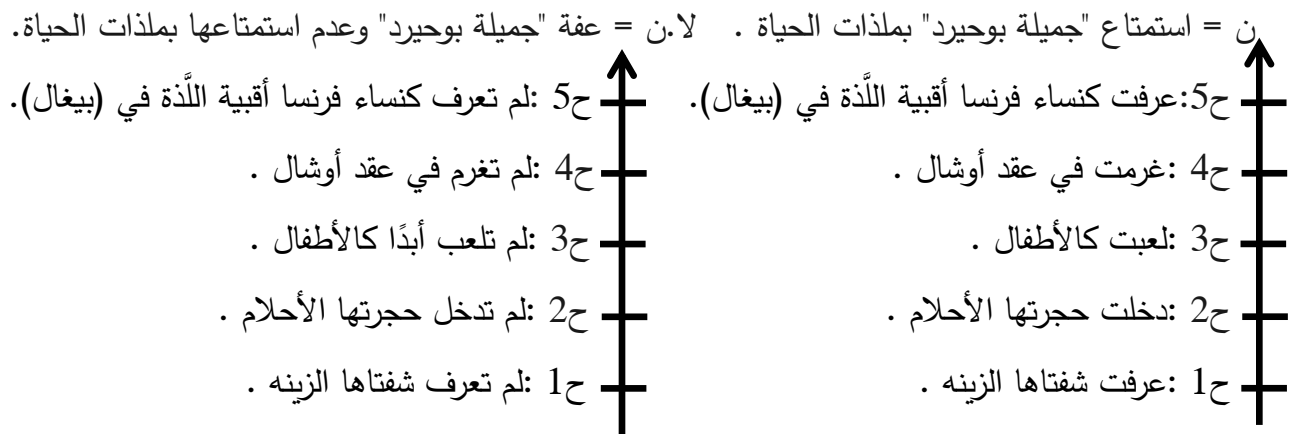 ن = استمتاع "جميلة بوحيرد" بملذات الحياة . لا.ن = عفة "جميلة بوحيرد" وعدم استمتاعها بملذات الحياة.
ح5:عرفت كنساء فرنسا أقبية اللَّذة في (بيغال). ح5 :لم تعرف كنساء فرنسا أقبية اللَّذة في (بيغال).
ح4 :غرمت في عقد أوشال . ح4 :لم تغرم في عقد أوشال .
ح3 :لعبت كالأطفال . ح3 :لم تلعب أبدًا كالأطفال .
ح2 :دخلت حجرتها الأحلام . ح2 :لم تدخل حجرتها الأحلام .
ح1 :عرفت شفتاها الزينه . ح1 :لم تعرف شفتاها الزينه .